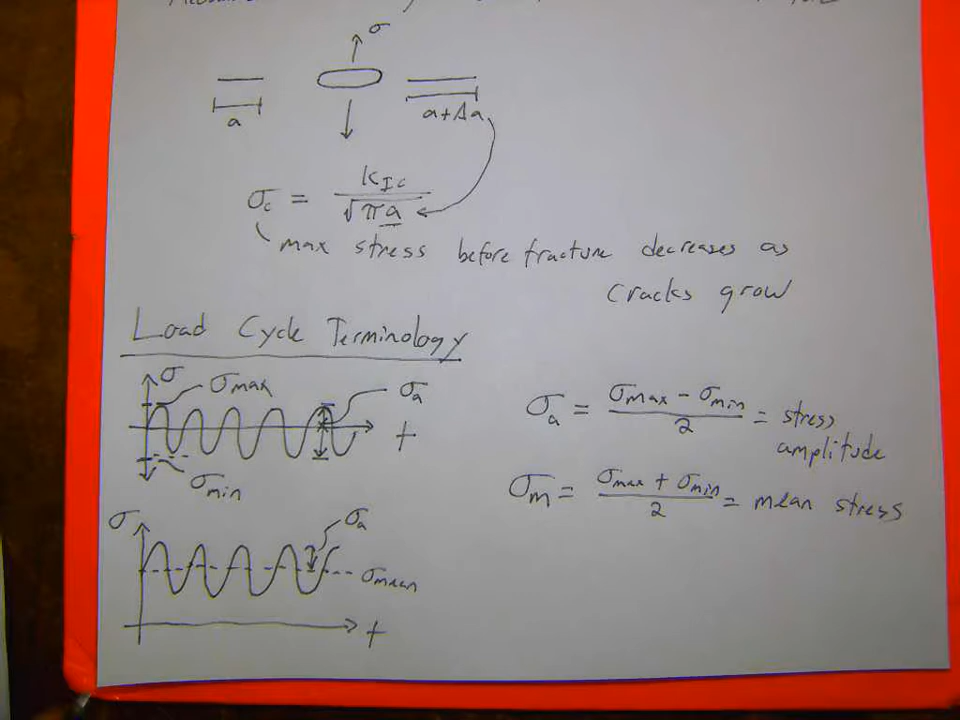 σ
a
a+Δa
σc = KIc / √πa
max stress before fracture decreases as
cracks grow
Load Cycle Terminology
σ
σmax
σa
t
σmin
σa = (σmax - σmin) / 2 = stress
amplitude
σm = (σmax + σmin) / 2 = mean stress
σ
σa
σmean
t